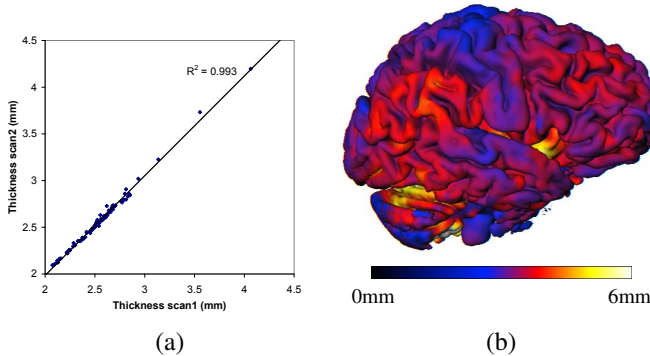 4.5
4
3.5
3
2.5
2
2
2.5
3
3.5
4
4.5
Thickness scan2 (mm)
Thickness scan1 (mm)
R² = 0.993
(a)
0mm
6mm
(b)